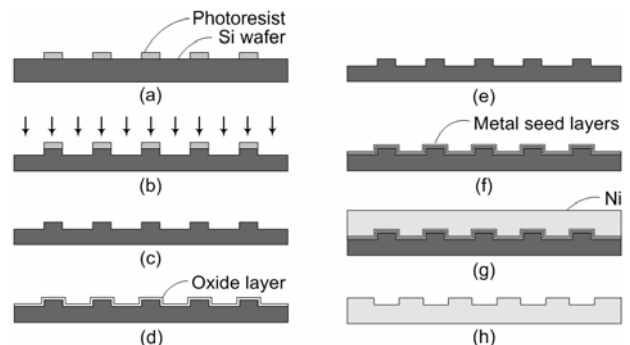 Photoresist
Si wafer
(a)
(b)
(c)
Oxide layer
(d)
(e)
Metal seed layers
(f)
Ni
(g)
(h)